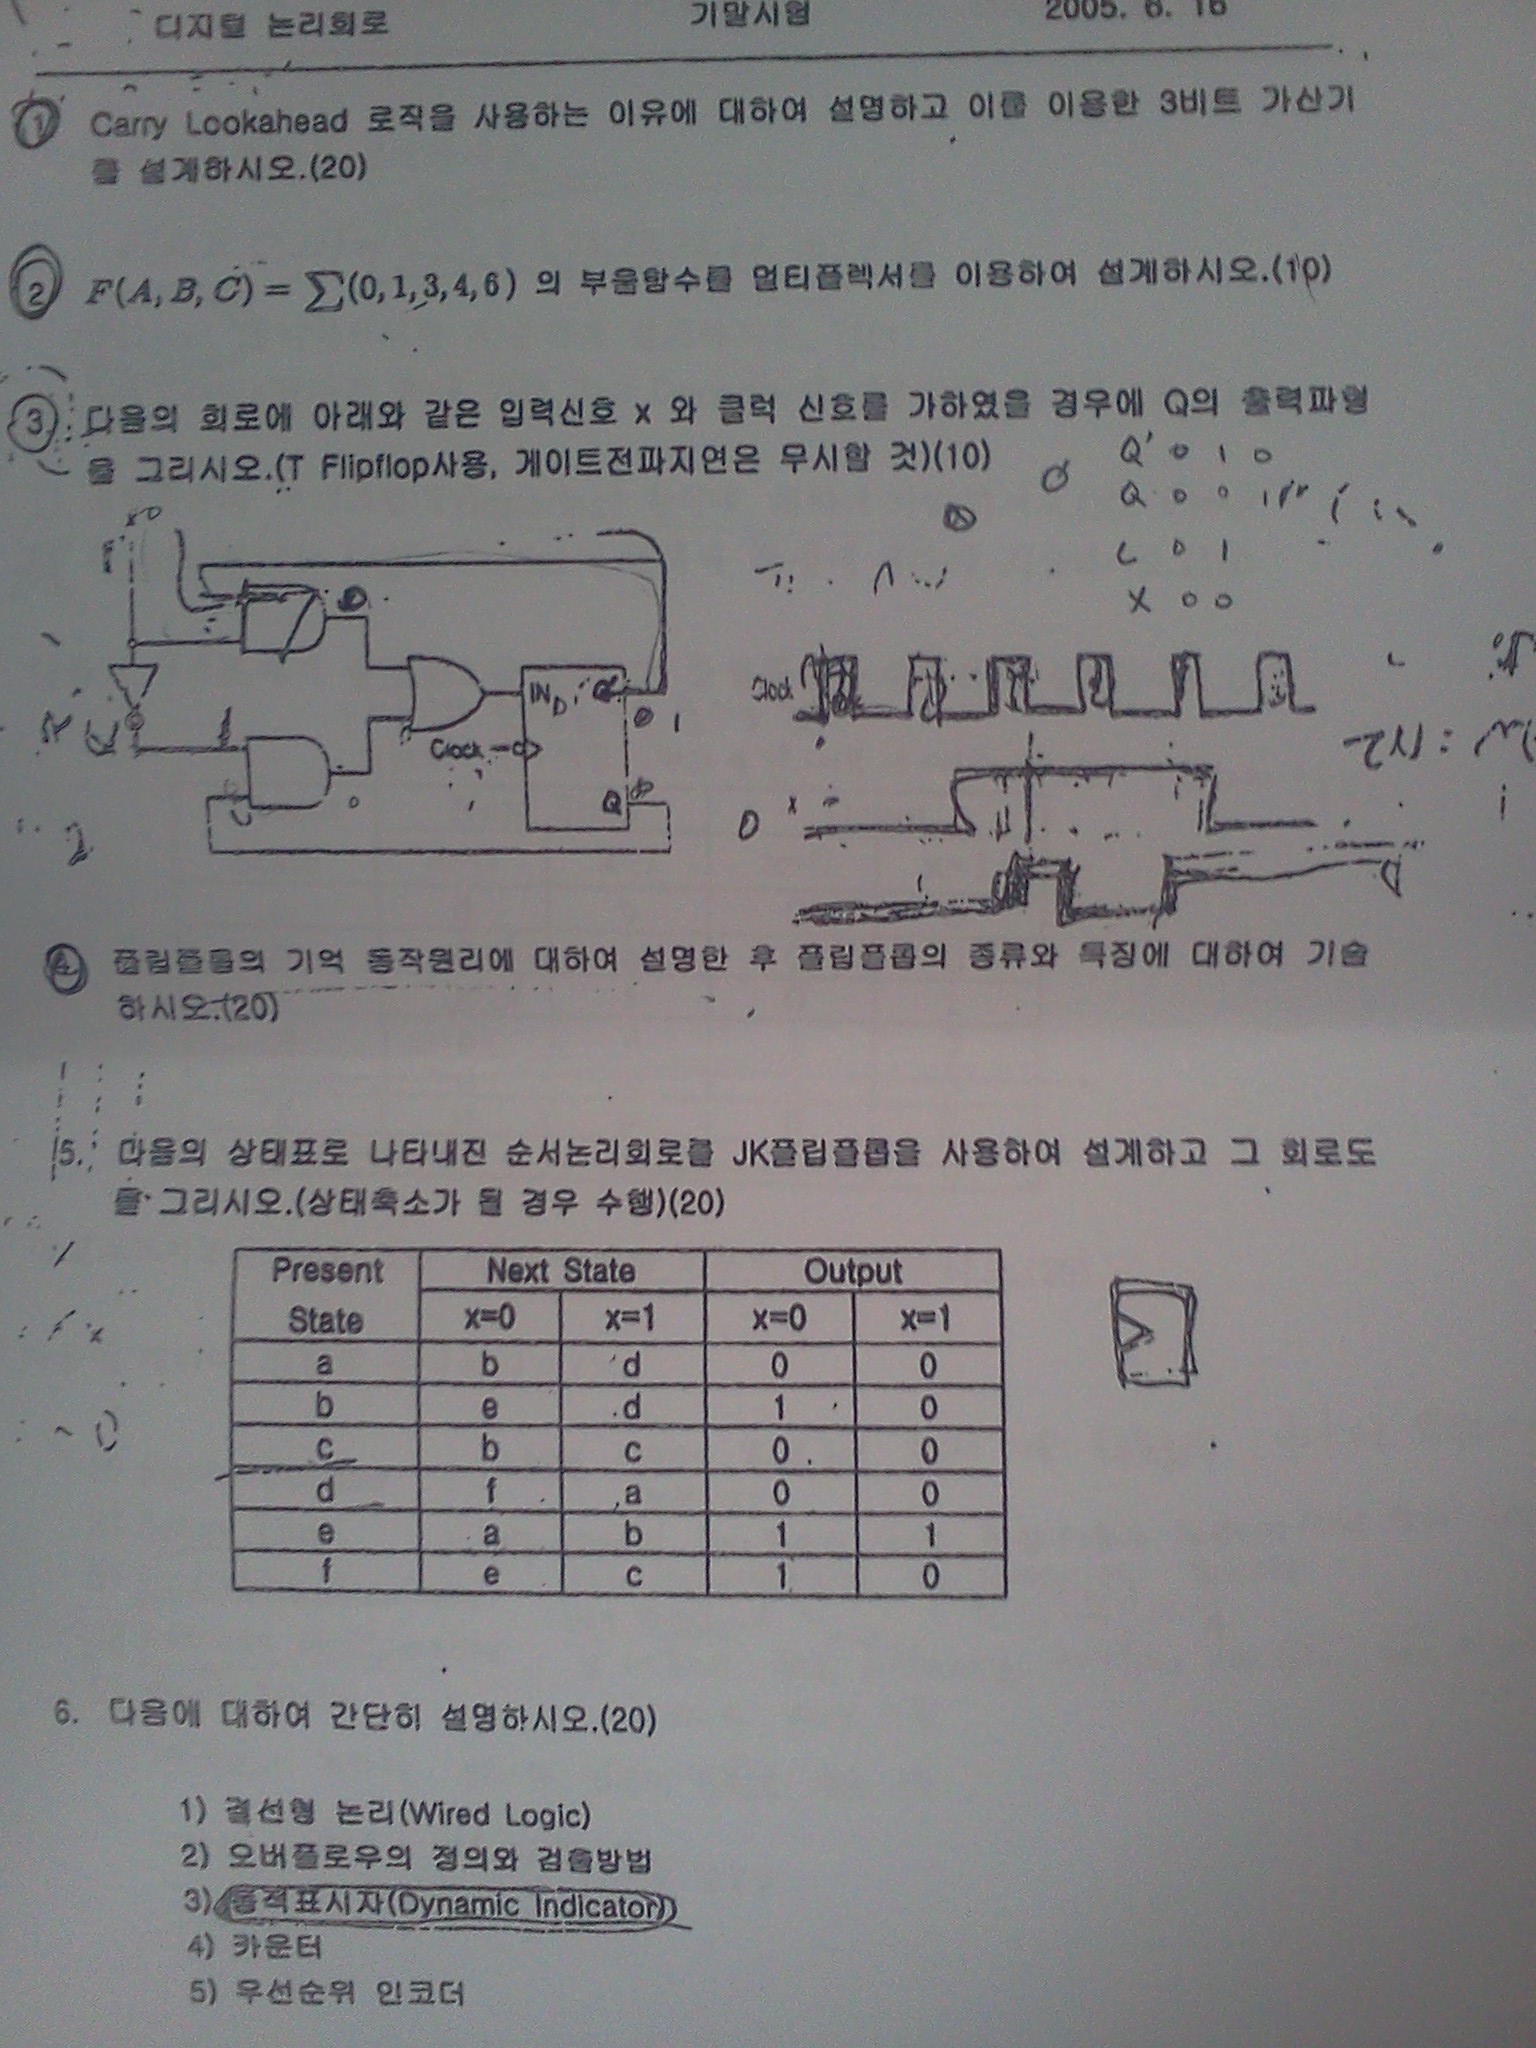 디지털 논리회로 기말시험 2005. 6. 16
1 Carry Lookahead 로직을 사용하는 이유에 대하여 설명하고 이를 이용한 3비트 가산기
를 설계하시오.(20)
2 F(A, B, C) = ∑(0, 1, 3, 4, 6) 의 부울함수를 멀티플렉서를 이용하여 설계하시오.(10)
3 다음의 회로에 아래와 같은 입력신호 x 와 클럭 신호를 가하였을 경우에 Q의 출력파형
을 그리시오.(T Flipflop사용, 게이트전파지연은 무시할 것)(10)
Q' 0 1 0
Q 0 0 1
C 0 1
X 0 0
IN
Clock
Q
Clock
x
4 플립플롭의 기억 동작원리에 대하여 설명한 후 플립플롭의 종류와 특징에 대하여 기술
하시오.(20)
5. 다음의 상태표로 나타내진 순서논리회로를 JK플립플롭을 사용하여 설계하고 그 회로도
를 그리시오.(상태축소가 될 경우 수행)(20)
Present Next State Output
State x=0 x=1 x=0 x=1
a b d 0 0
b e d 1 0
c b c 0 0
d f a 0 0
e a b 1 1
f e c 1 0
6. 다음에 대하여 간단히 설명하시오.(20)
1) 결선형 논리(Wired Logic)
2) 오버플로우의 정의와 검출방법
3) 동적표시자(Dynamic Indicator)
4) 카운터
5) 우선순위 인코더